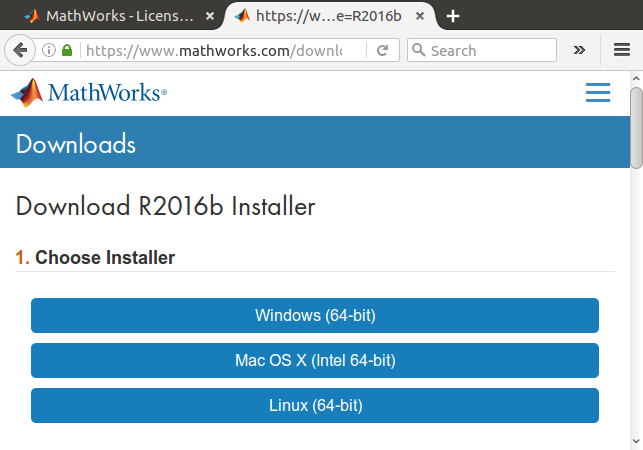 MathWorks - Licens...
https://w...e=R2016b
https://www.mathworks.com/downl
Search
MathWorks®
Downloads
Download R2016b Installer
1. Choose Installer
Windows (64-bit)
Mac OS X (Intel 64-bit)
Linux (64-bit)